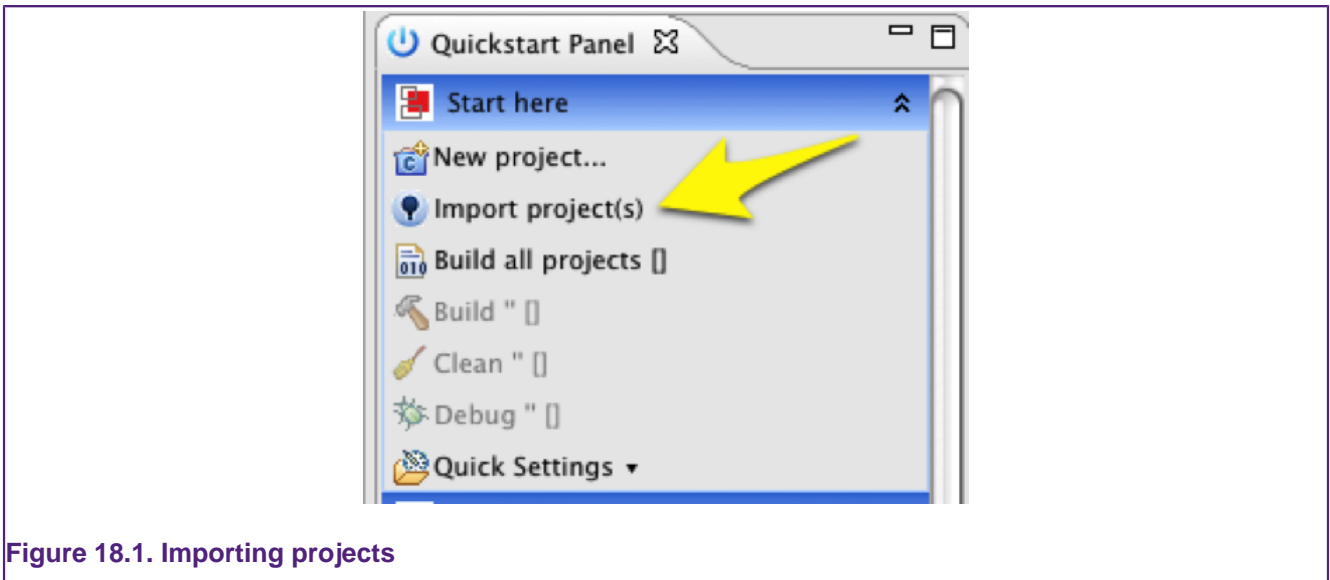 Quickstart Panel
Start here
New project...
Import project(s)
Build all projects []
Build '' []
Clean '' []
Debug '' []
Quick Settings
Figure 18.1. Importing projects